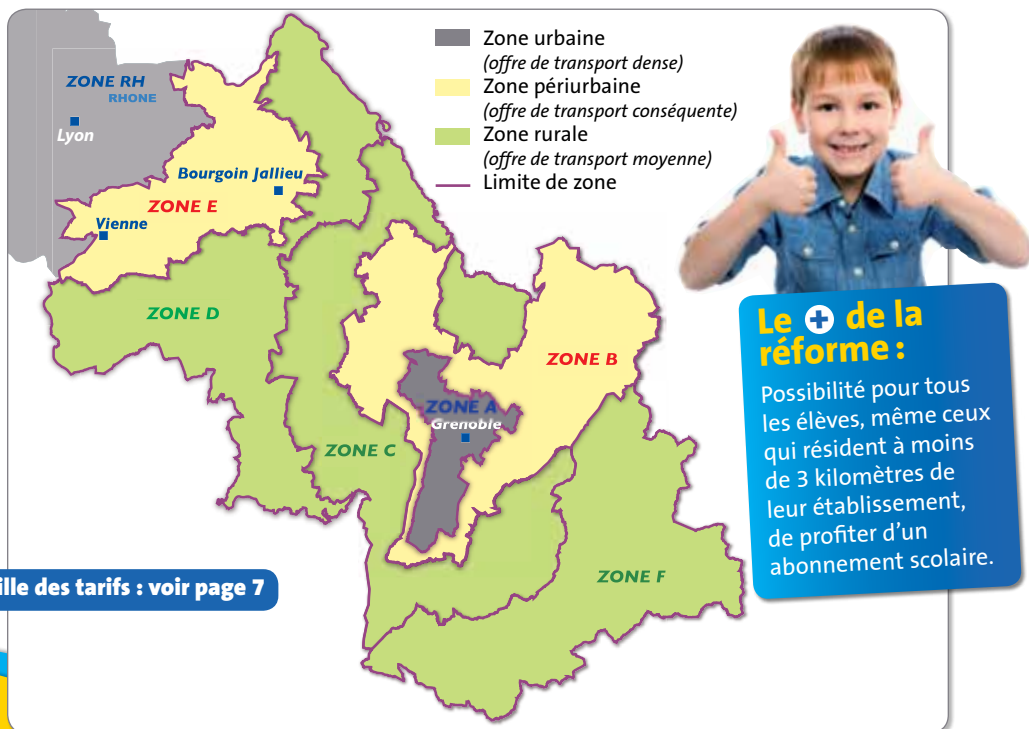 Zone urbaine
(offre de transport dense)
Zone périurbaine
(offre de transport conséquente)
Zone rurale
(offre de transport moyenne)
Limite de zone
ZONE RH
RHONE
Lyon
Bourgoin Jallieu
ZONE E
Vienne
ZONE D
ZONE B
ZONE A
Grenoble
ZONE C
ZONE F
Le + de la
réforme :
Possibilité pour tous
les élèves, même ceux
qui résident à moins
de 3 kilomètres de
leur établissement,
de profiter d'un
abonnement scolaire.
ille des tarifs : voir page 7